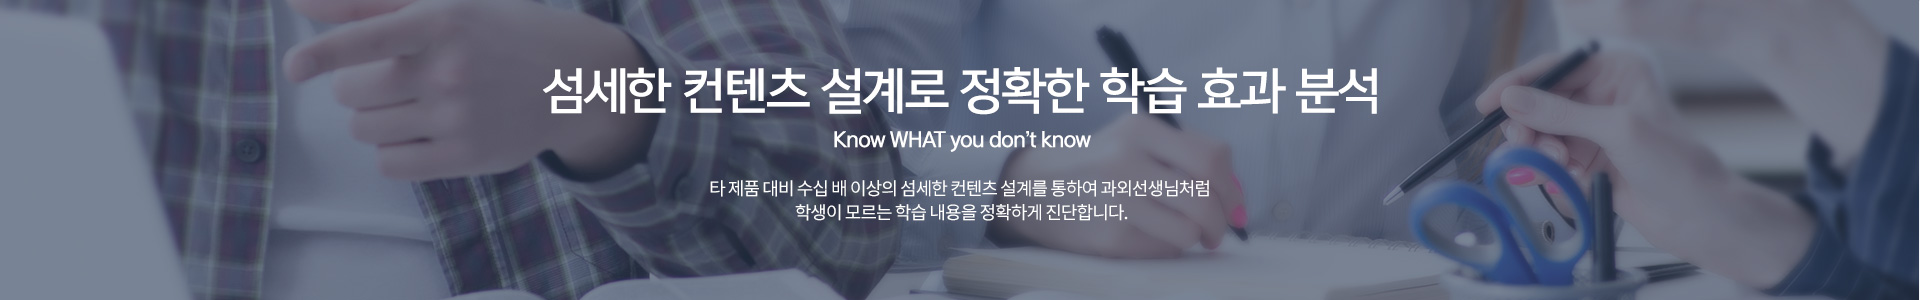 섬세한 컨텐츠 설계로 정확한 학습 효과 분석
Know WHAT you don't know
타 제품 대비 수십 배 이상의 섬세한 컨텐츠 설계를 통하여 과외선생님처럼
학생이 모르는 학습 내용을 정확하게 진단합니다.